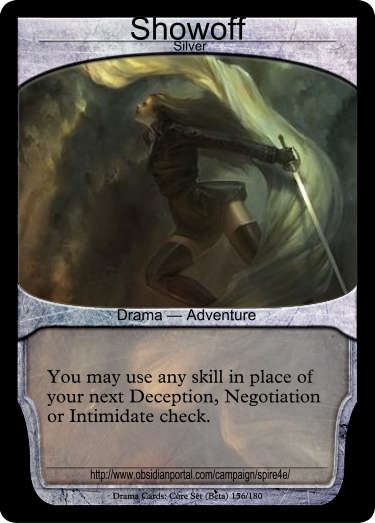 Showoff
Silver
Drama — Adventure
You may use any skill in place of
your next Deception, Negotiation
or Intimidate check.
http://www.obsidianportal.com/campaign/spire4e/
Drama Cards: Core Set (Beta) 156/180